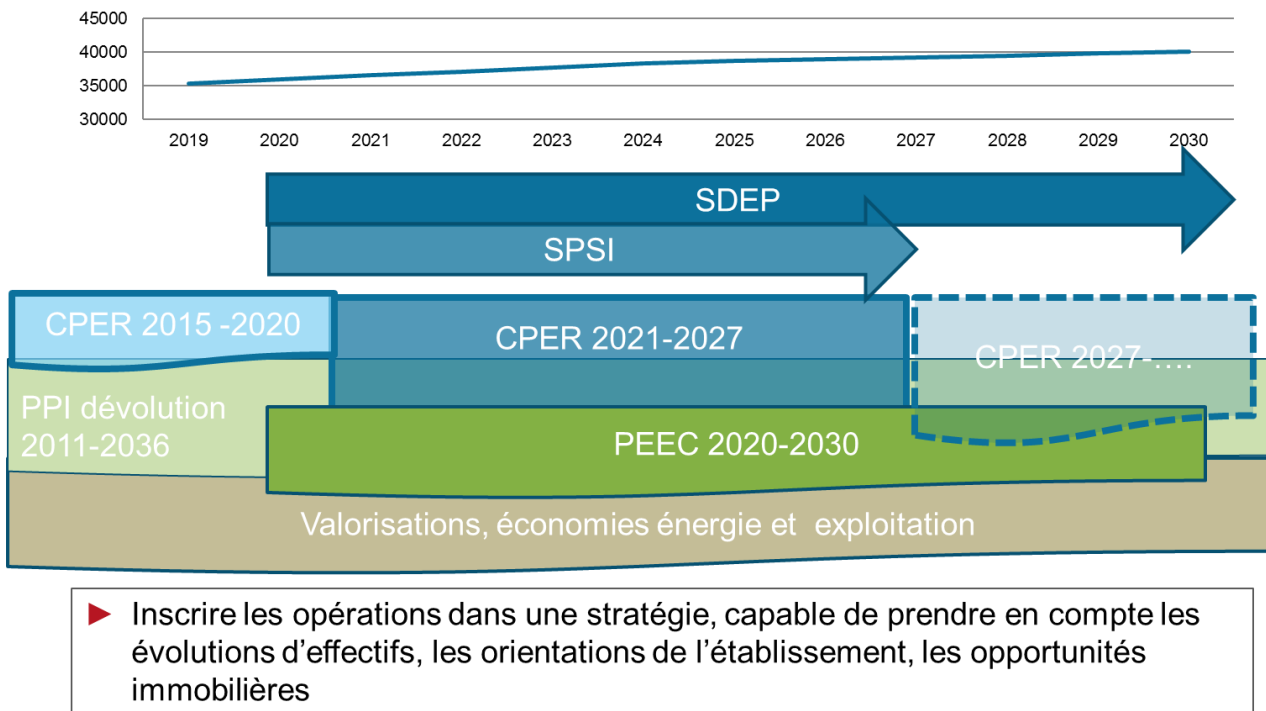 45000
40000
35000
30000
2019 2020 2021 2022 2023 2024 2025 2026 2027 2028 2029 2030
SDEP
SPSI
CPER 2015 -2020
CPER 2021-2027
CPER 2027-....
PPI dévolution
2011-2036
PEEC 2020-2030
Valorisations, économies énergie et exploitation
► Inscrire les opérations dans une stratégie, capable de prendre en compte les
évolutions d’effectifs, les orientations de l’établissement, les opportunités
immobilières